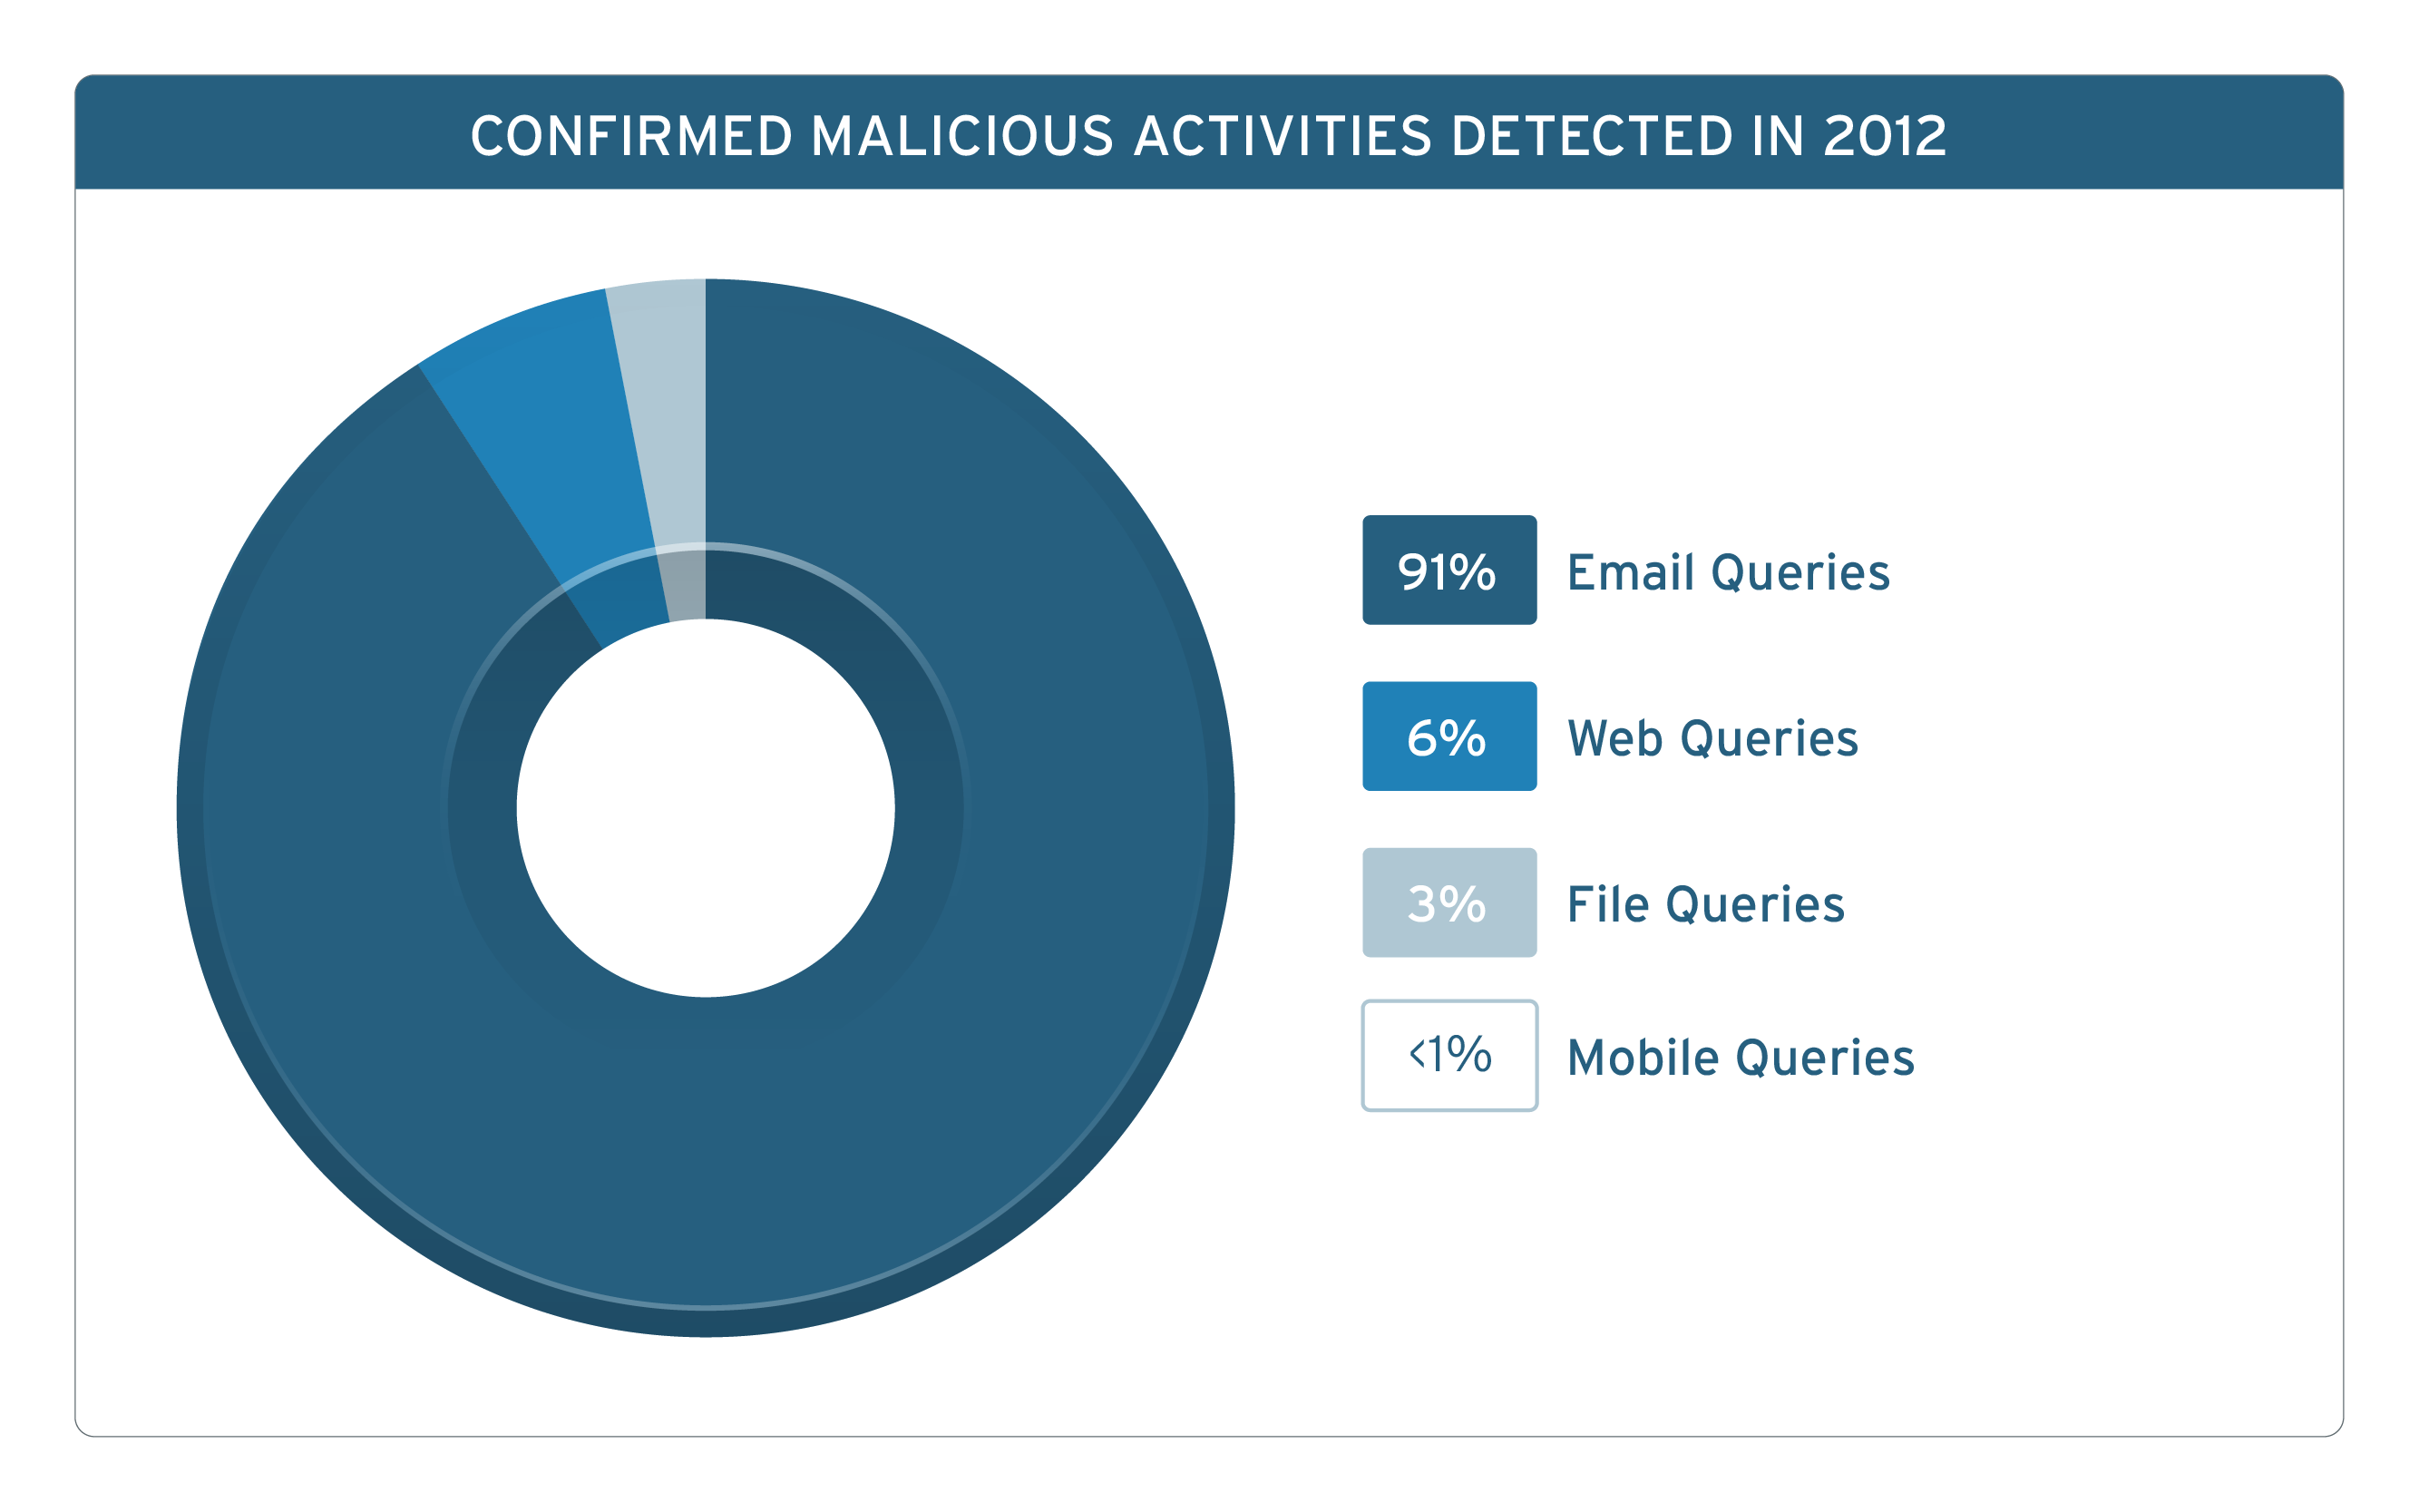 CONFIRMED MALICIOUS ACTIVITIES DETECTED IN 2012
91% Email Queries
6% Web Queries
3% File Queries
<1% Mobile Queries